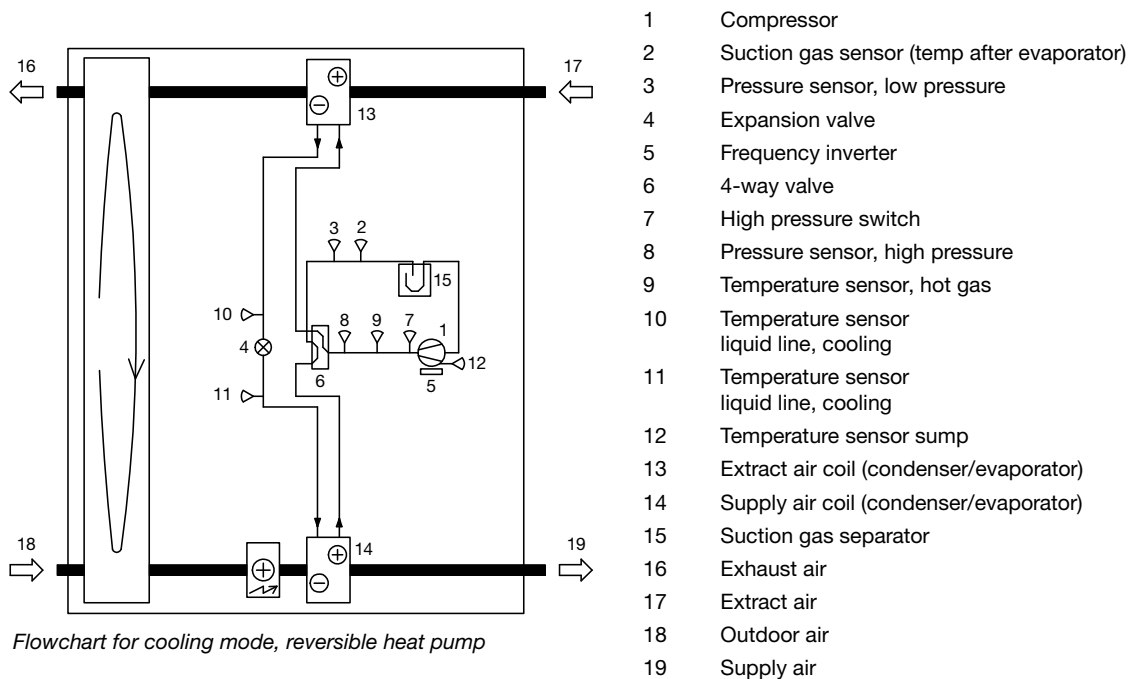 16
17
13
3 2
15
10
8 9 7 1
4
12
6
5
11
14
18
19
Flowchart for cooling mode, reversible heat pump
1 Compressor
2 Suction gas sensor (temp after evaporator)
3 Pressure sensor, low pressure
4 Expansion valve
5 Frequency inverter
6 4-way valve
7 High pressure switch
8 Pressure sensor, high pressure
9 Temperature sensor, hot gas
10 Temperature sensor
liquid line, cooling
11 Temperature sensor
liquid line, cooling
12 Temperature sensor sump
13 Extract air coil (condenser/evaporator)
14 Supply air coil (condenser/evaporator)
15 Suction gas separator
16 Exhaust air
17 Extract air
18 Outdoor air
19 Supply air